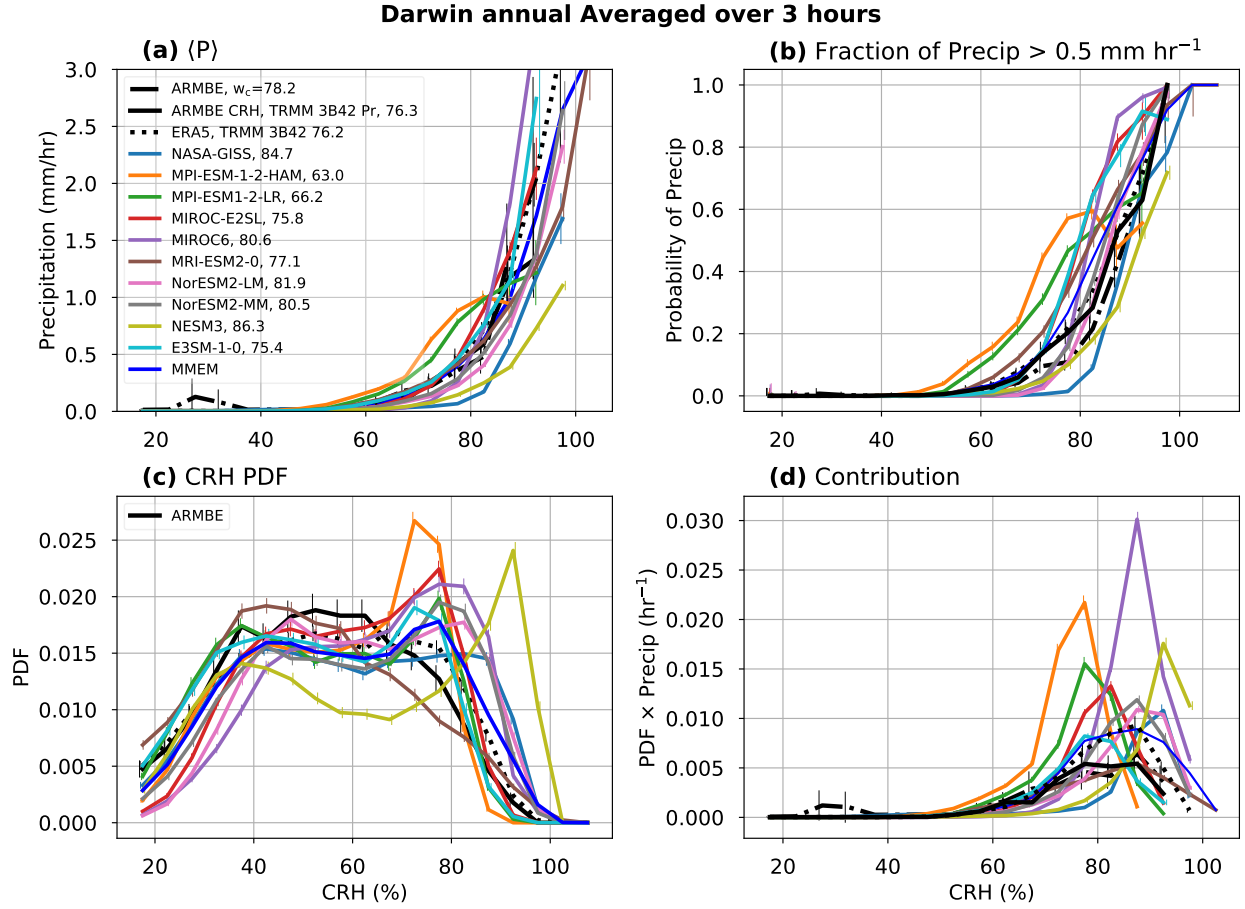 Darwin annual Averaged over 3 hours
(a) ⟨P⟩
3.0
2.5
2.0
1.5
1.0
0.5
0.0
Precipitation (mm/hr)
ARMBE, w_c=78.2
ARMBE CRH, TRMM 3B42 Pr, 76.3
ERA5, TRMM 3B42 76.2
NASA-GISS, 84.7
MPI-ESM-1-2-HAM, 63.0
MPI-ESM1-2-LR, 66.2
MIROC-E2SL, 75.8
MIROC6, 80.6
MRI-ESM2-0, 77.1
NorESM2-LM, 81.9
NorESM2-MM, 80.5
NESM3, 86.3
E3SM-1-0, 75.4
MMEM
20 40 60 80 100
(b) Fraction of Precip > 0.5 mm hr⁻¹
1.0
0.8
0.6
0.4
0.2
0.0
Probability of Precip
20 40 60 80 100
(c) CRH PDF
0.025
0.020
0.015
0.010
0.005
0.000
PDF
ARMBE
20 40 60 80 100
CRH (%)
(d) Contribution
0.030
0.025
0.020
0.015
0.010
0.005
0.000
PDF × Precip (hr⁻¹)
20 40 60 80 100
CRH (%)